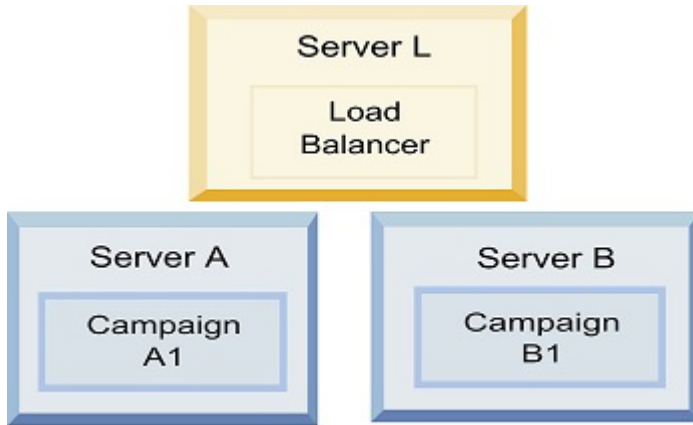 Server L
Load
Balancer
Server A
Campaign
A1
Server B
Campaign
B1